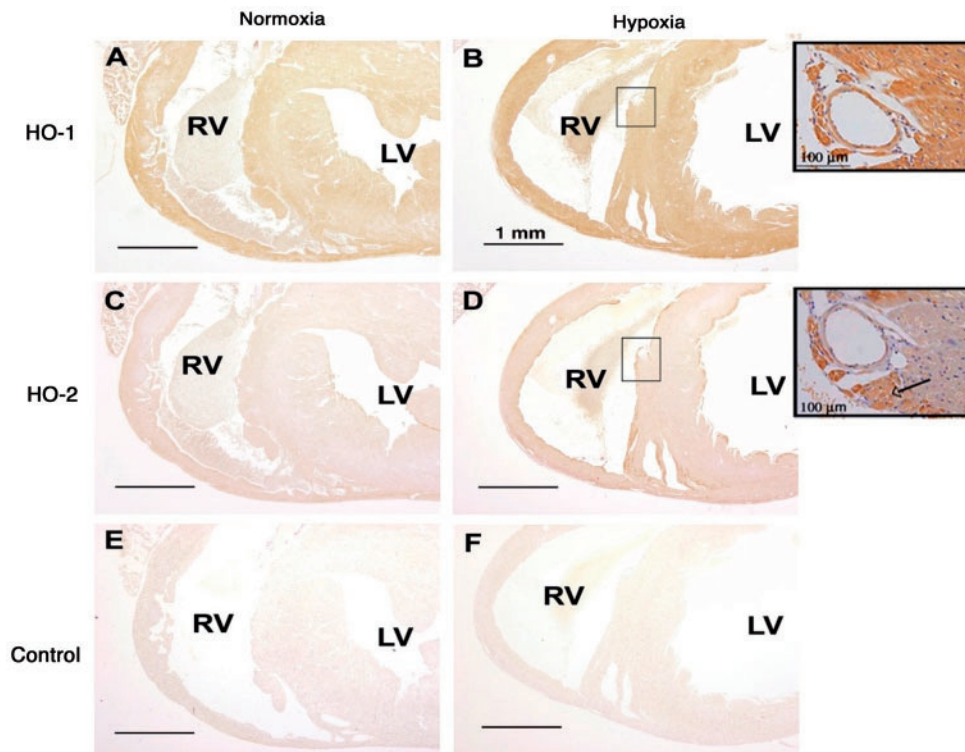 Normoxia
Hypoxia
HO-1
A
RV
LV
B
RV
LV
1 mm
100 µm
HO-2
C
RV
LV
D
RV
LV
100 µm
Control
E
RV
LV
F
RV
LV